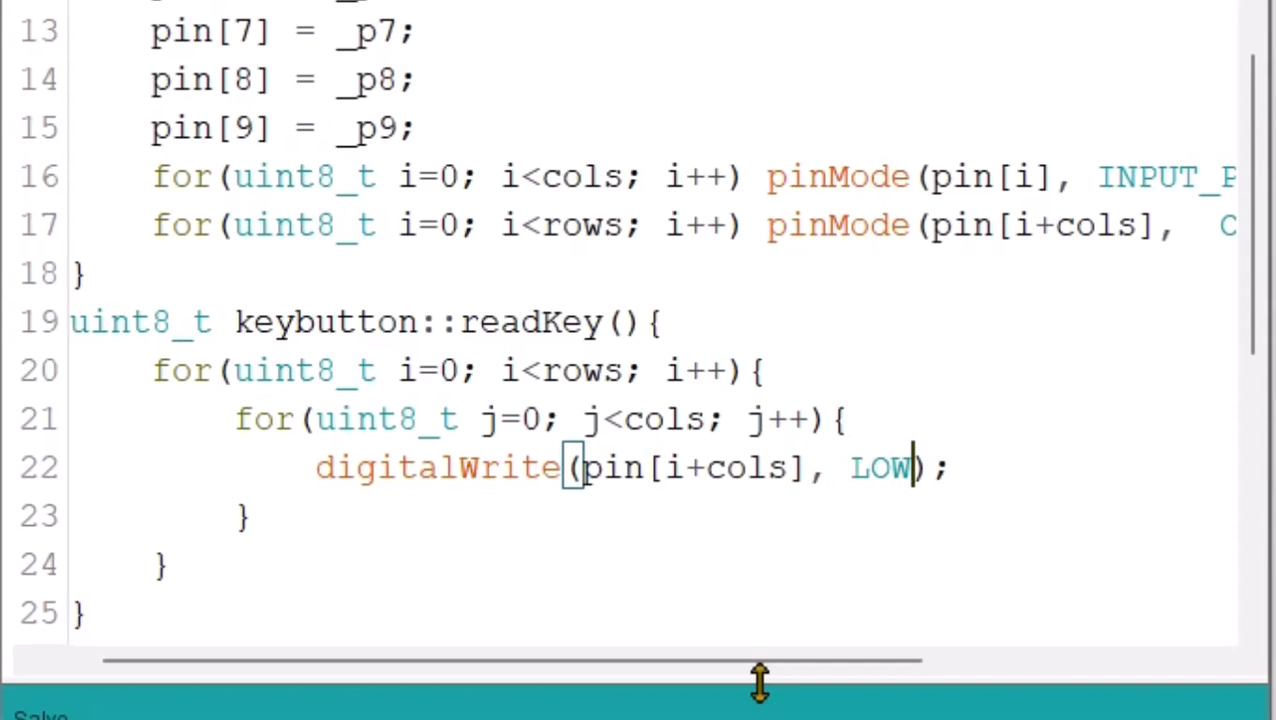 13 pin[7] = _p7;
14 pin[8] = _p8;
15 pin[9] = _p9;
16 for(uint8_t i=0; i<cols; i++) pinMode(pin[i], INPUT_P
17 for(uint8_t i=0; i<rows; i++) pinMode(pin[i+cols],
18 }
19 uint8_t keybutton::readKey(){
20 for(uint8_t i=0; i<rows; i++){
21 for(uint8_t j=0; j<cols; j++){
22 digitalWrite(pin[i+cols], LOW);
23 }
24 }
25 }